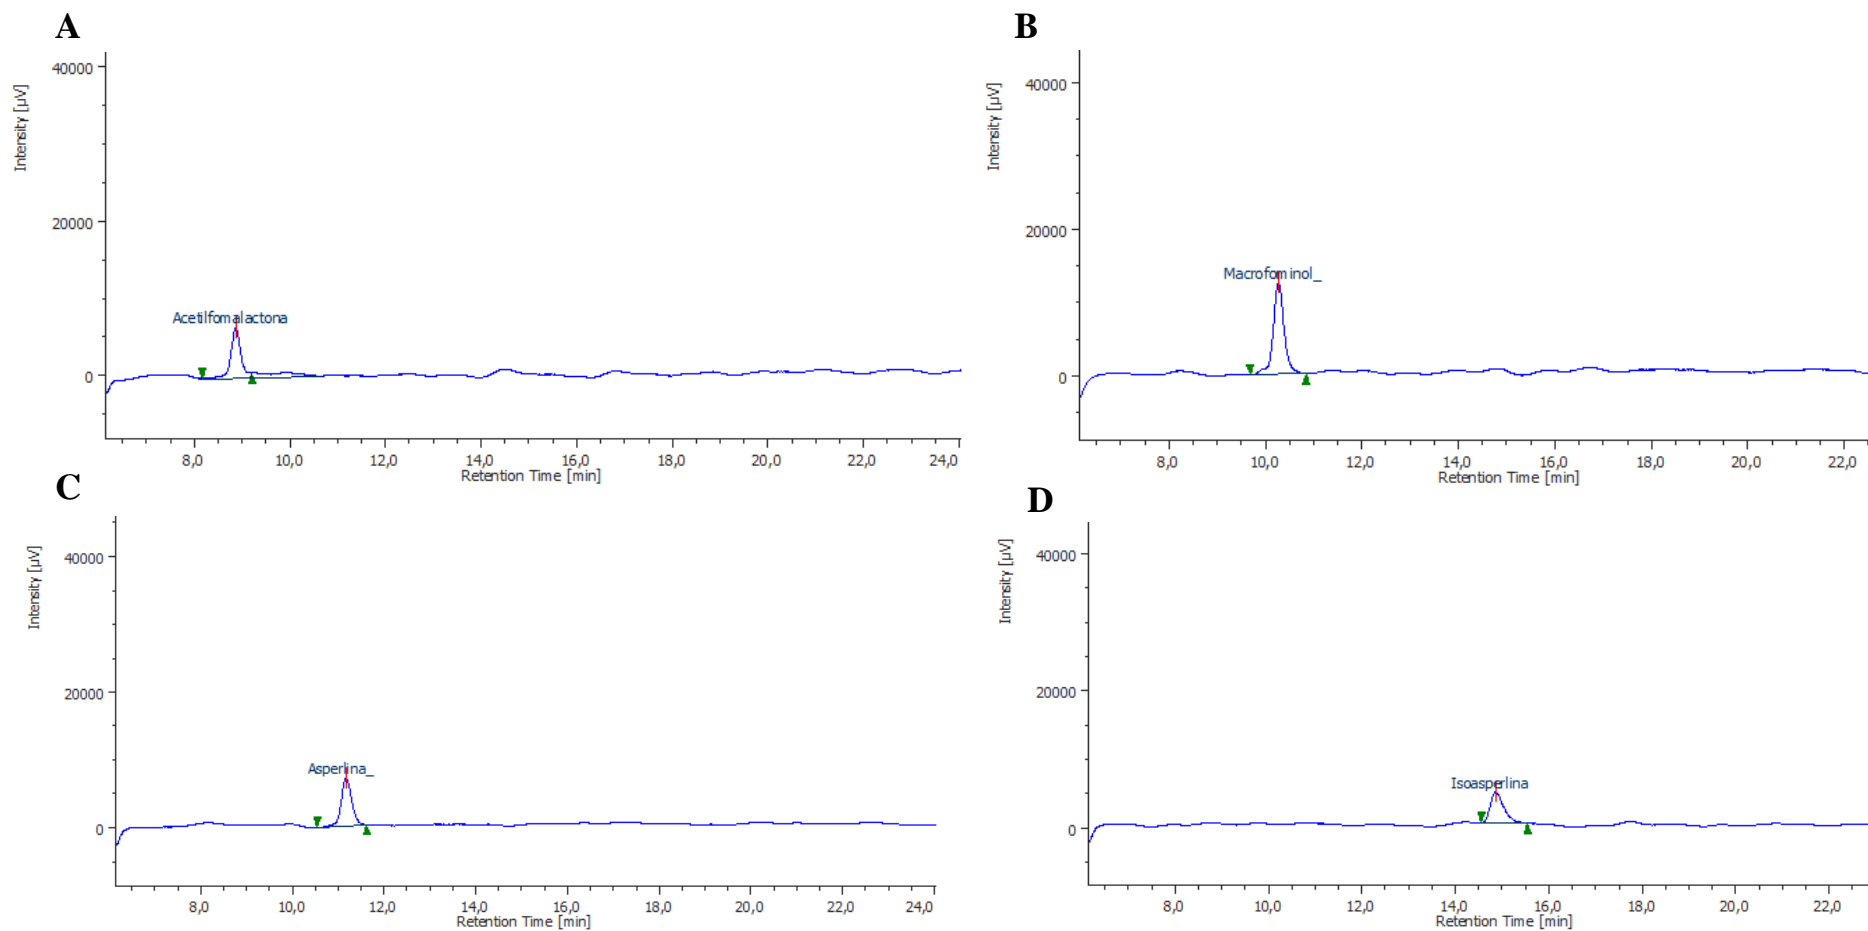 A
Intensity [µV]
40000
20000
0
Acetilfomalactona
8,0 10,0 12,0 14,0 16,0 18,0 20,0 22,0 24,0
Retention Time [min]
B
Intensity [µV]
40000
20000
0
Macrofominol_
8,0 10,0 12,0 14,0 16,0 18,0 20,0 22,0
Retention Time [min]
C
Intensity [µV]
40000
20000
0
Asperlina_
8,0 10,0 12,0 14,0 16,0 18,0 20,0 22,0 24,0
Retention Time [min]
D
Intensity [µV]
40000
20000
0
Isoasperlina
8,0 10,0 12,0 14,0 16,0 18,0 20,0 22,0
Retention Time [min]